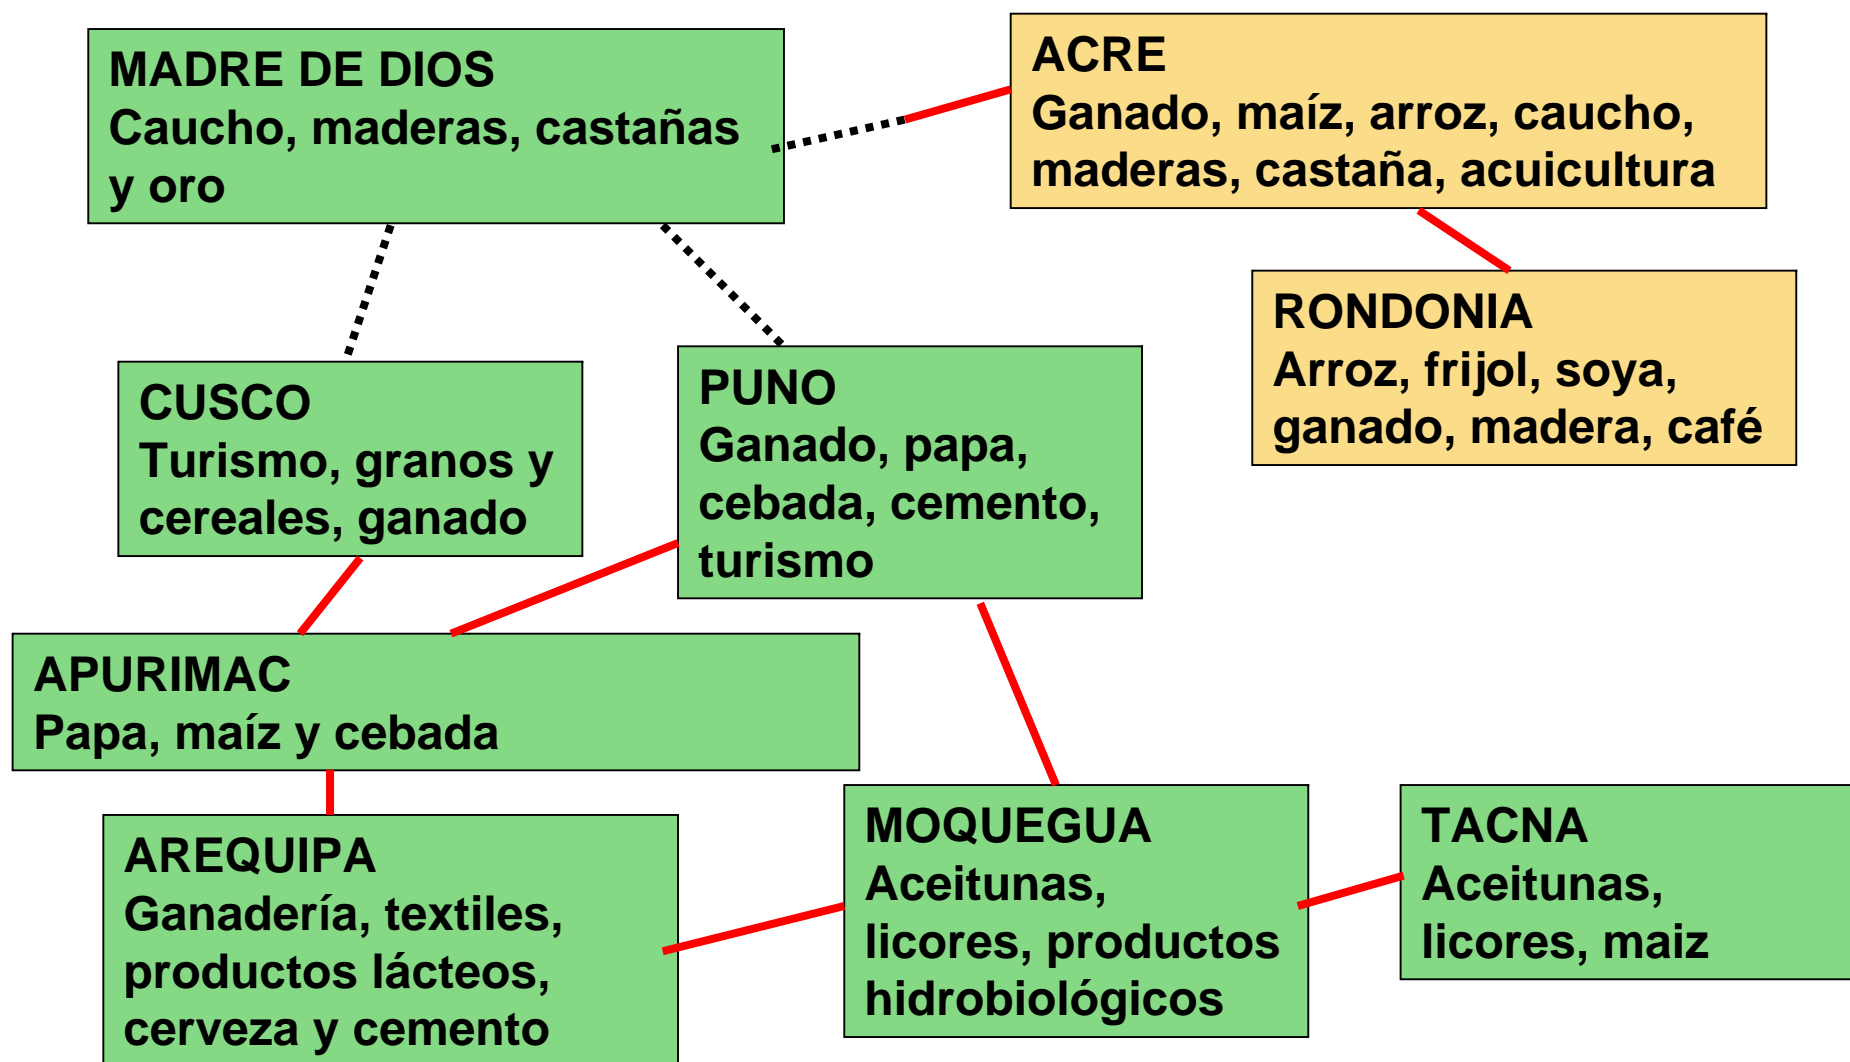 MADRE DE DIOS
Caucho, maderas, castañas
y oro
ACRE
Ganado, maíz, arroz, caucho,
maderas, castaña, acuicultura
RONDONIA
Arroz, frijol, soya,
ganado, madera, café
CUSCO
Turismo, granos y
cereales, ganado
PUNO
Ganado, papa,
cebada, cemento,
turismo
APURIMAC
Papa, maíz y cebada
AREQUIPA
Ganadería, textiles,
productos lácteos,
cerveza y cemento
MOQUEGUA
Aceitunas,
licores, productos
hidrobiológicos
TACNA
Aceitunas,
licores, maiz